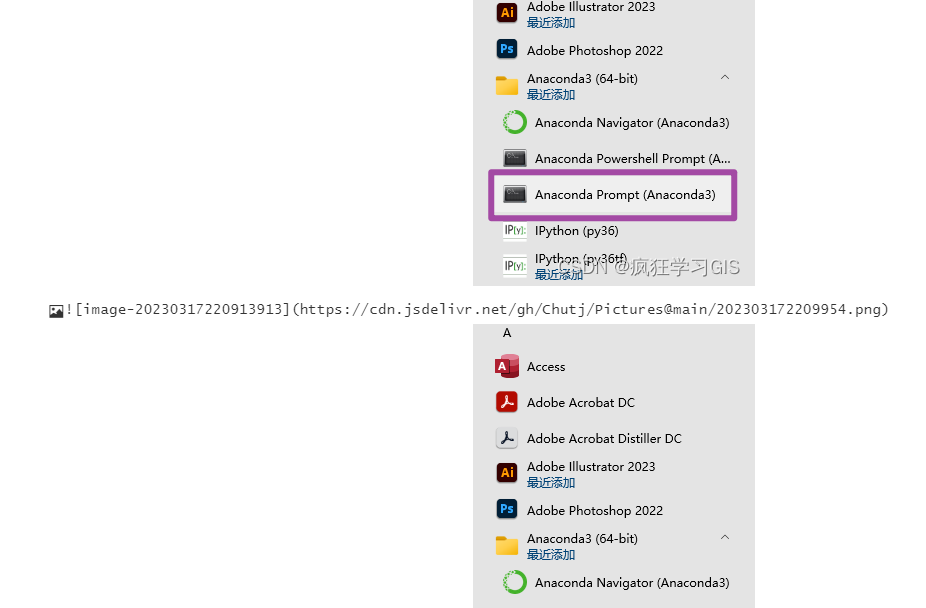 Ai
Adobe Illustrator 2023
最近添加
Ps
Adobe Photoshop 2022
Anaconda3 (64-bit)
最近添加
Anaconda Navigator (Anaconda3)
Anaconda Powershell Prompt (A...
Anaconda Prompt (Anaconda3)
IP[y]:
IPython (py36)
IP[y]:
IPython (py36tf)
最近添加
CSDN @疯狂学习GIS
![image-20230317220913913](https://cdn.jsdelivr.net/gh/Chutj/Pictures@main/202303172209954.png)
A
A
Access
Adobe Acrobat DC
Adobe Acrobat Distiller DC
Ai
Adobe Illustrator 2023
最近添加
Ps
Adobe Photoshop 2022
Anaconda3 (64-bit)
最近添加
Anaconda Navigator (Anaconda3)